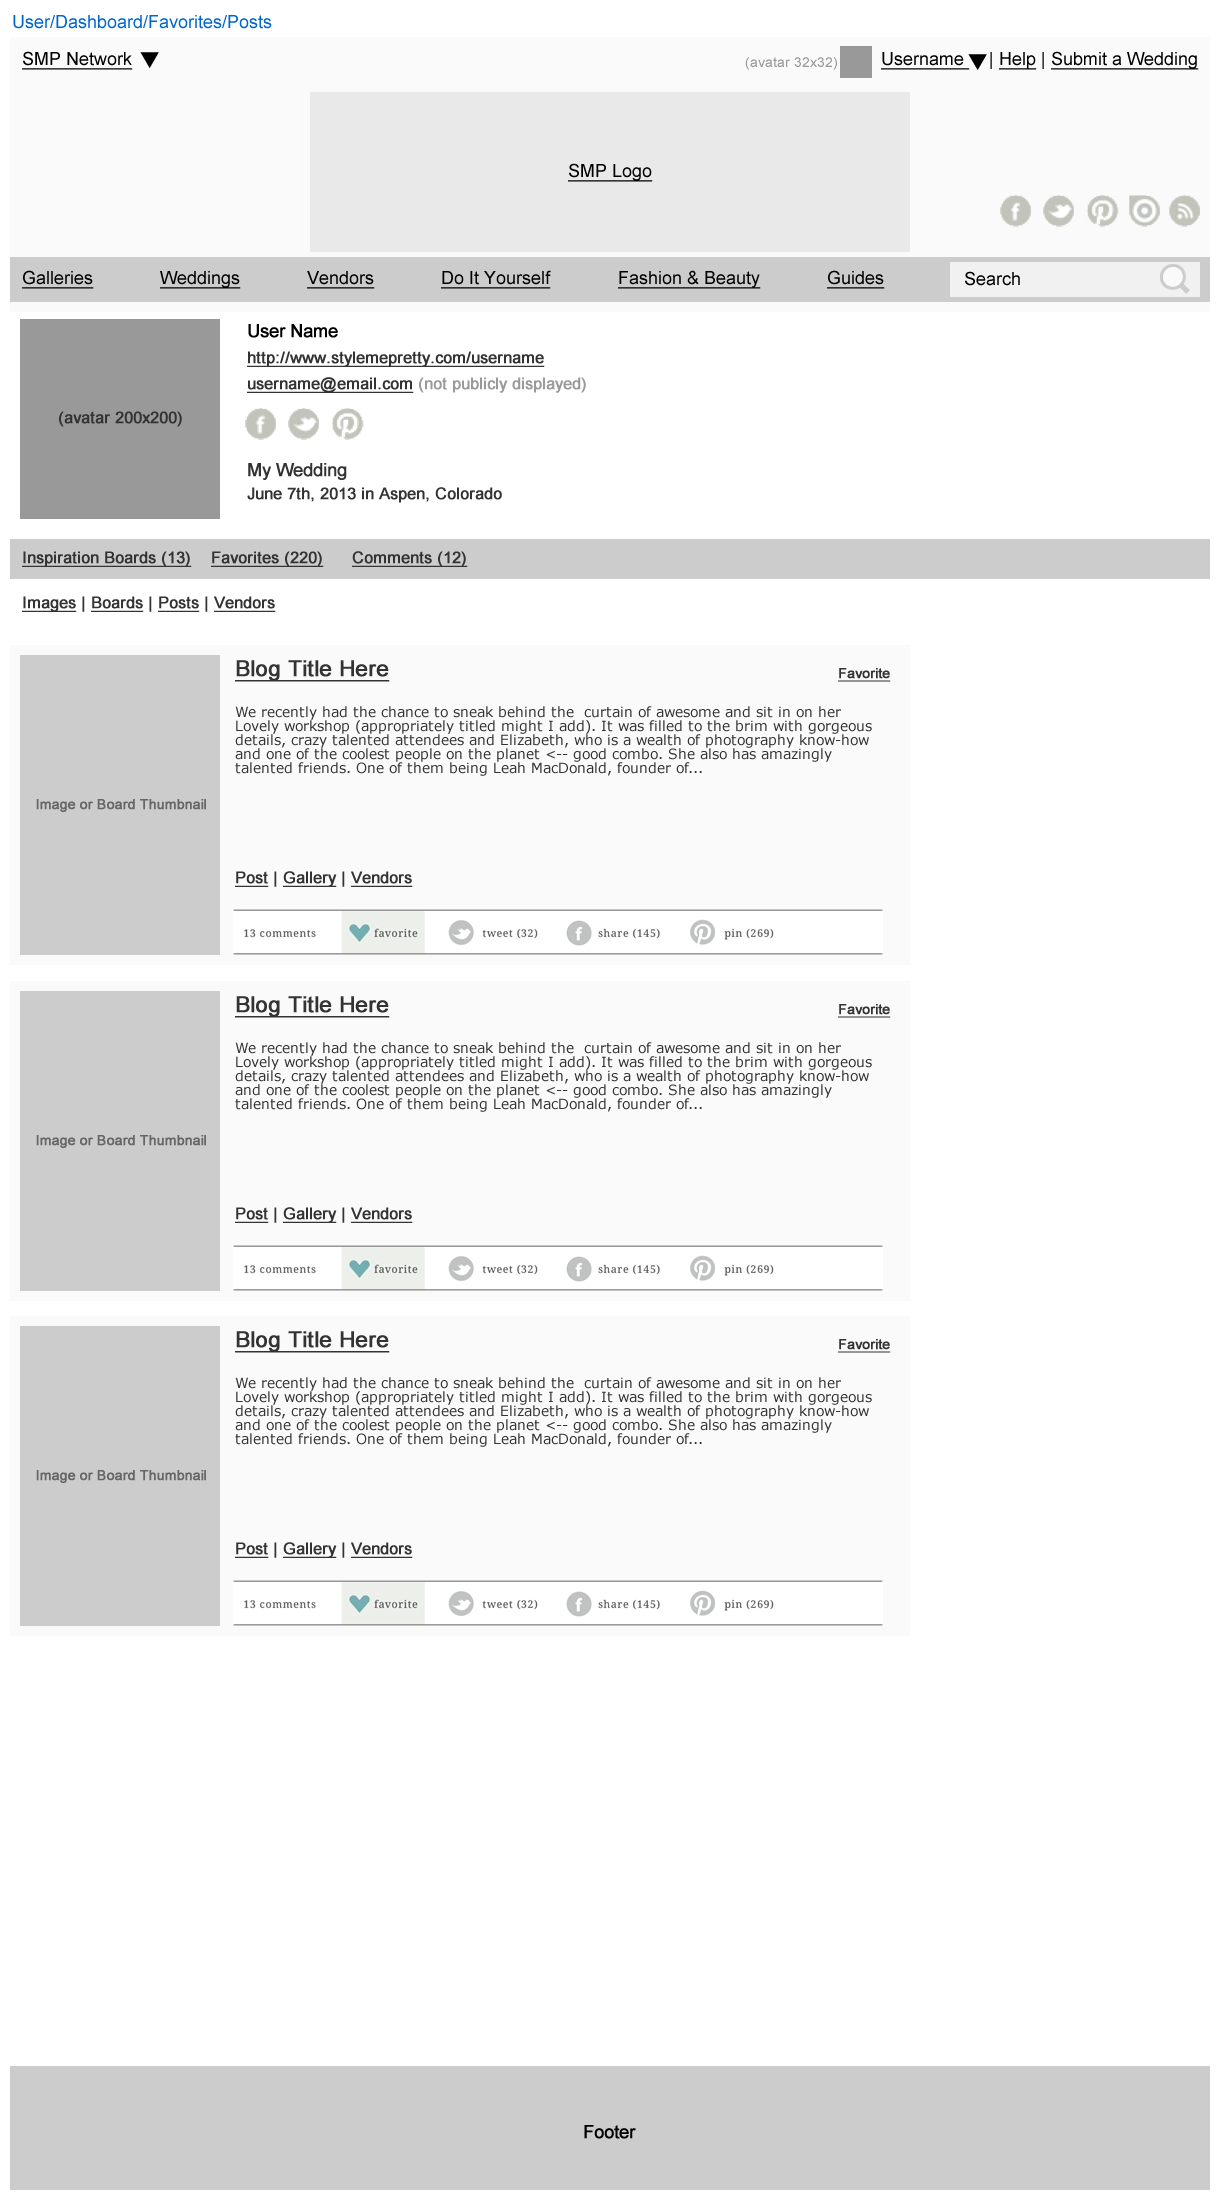 User/Dashboard/Favorites/Posts
SMP Network
(avatar 32x32) Username | Help | Submit a Wedding
SMP Logo
Galleries Weddings Vendors Do It Yourself Fashion & Beauty Guides Search
(avatar 200x200)
User Name
http://www.stylemepretty.com/username
username@email.com (not publicly displayed)
My Wedding
June 7th, 2013 in Aspen, Colorado
Inspiration Boards (13) Favorites (220) Comments (12)
Images | Boards | Posts | Vendors
Image or Board Thumbnail
Blog Title Here
Favorite
We recently had the chance to sneak behind the  curtain of awesome and sit in on her
Lovely workshop (appropriately titled might I add). It was filled to the brim with gorgeous
details, crazy talented attendees and Elizabeth, who is a wealth of photography know-how
and one of the coolest people on the planet <-- good combo. She also has amazingly
talented friends. One of them being Leah MacDonald, founder of...
Post | Gallery | Vendors
13 comments favorite tweet (32) share (145) pin (269)
Image or Board Thumbnail
Blog Title Here
Favorite
We recently had the chance to sneak behind the  curtain of awesome and sit in on her
Lovely workshop (appropriately titled might I add). It was filled to the brim with gorgeous
details, crazy talented attendees and Elizabeth, who is a wealth of photography know-how
and one of the coolest people on the planet <-- good combo. She also has amazingly
talented friends. One of them being Leah MacDonald, founder of...
Post | Gallery | Vendors
13 comments favorite tweet (32) share (145) pin (269)
Image or Board Thumbnail
Blog Title Here
Favorite
We recently had the chance to sneak behind the  curtain of awesome and sit in on her
Lovely workshop (appropriately titled might I add). It was filled to the brim with gorgeous
details, crazy talented attendees and Elizabeth, who is a wealth of photography know-how
and one of the coolest people on the planet <-- good combo. She also has amazingly
talented friends. One of them being Leah MacDonald, founder of...
Post | Gallery | Vendors
13 comments favorite tweet (32) share (145) pin (269)
Footer